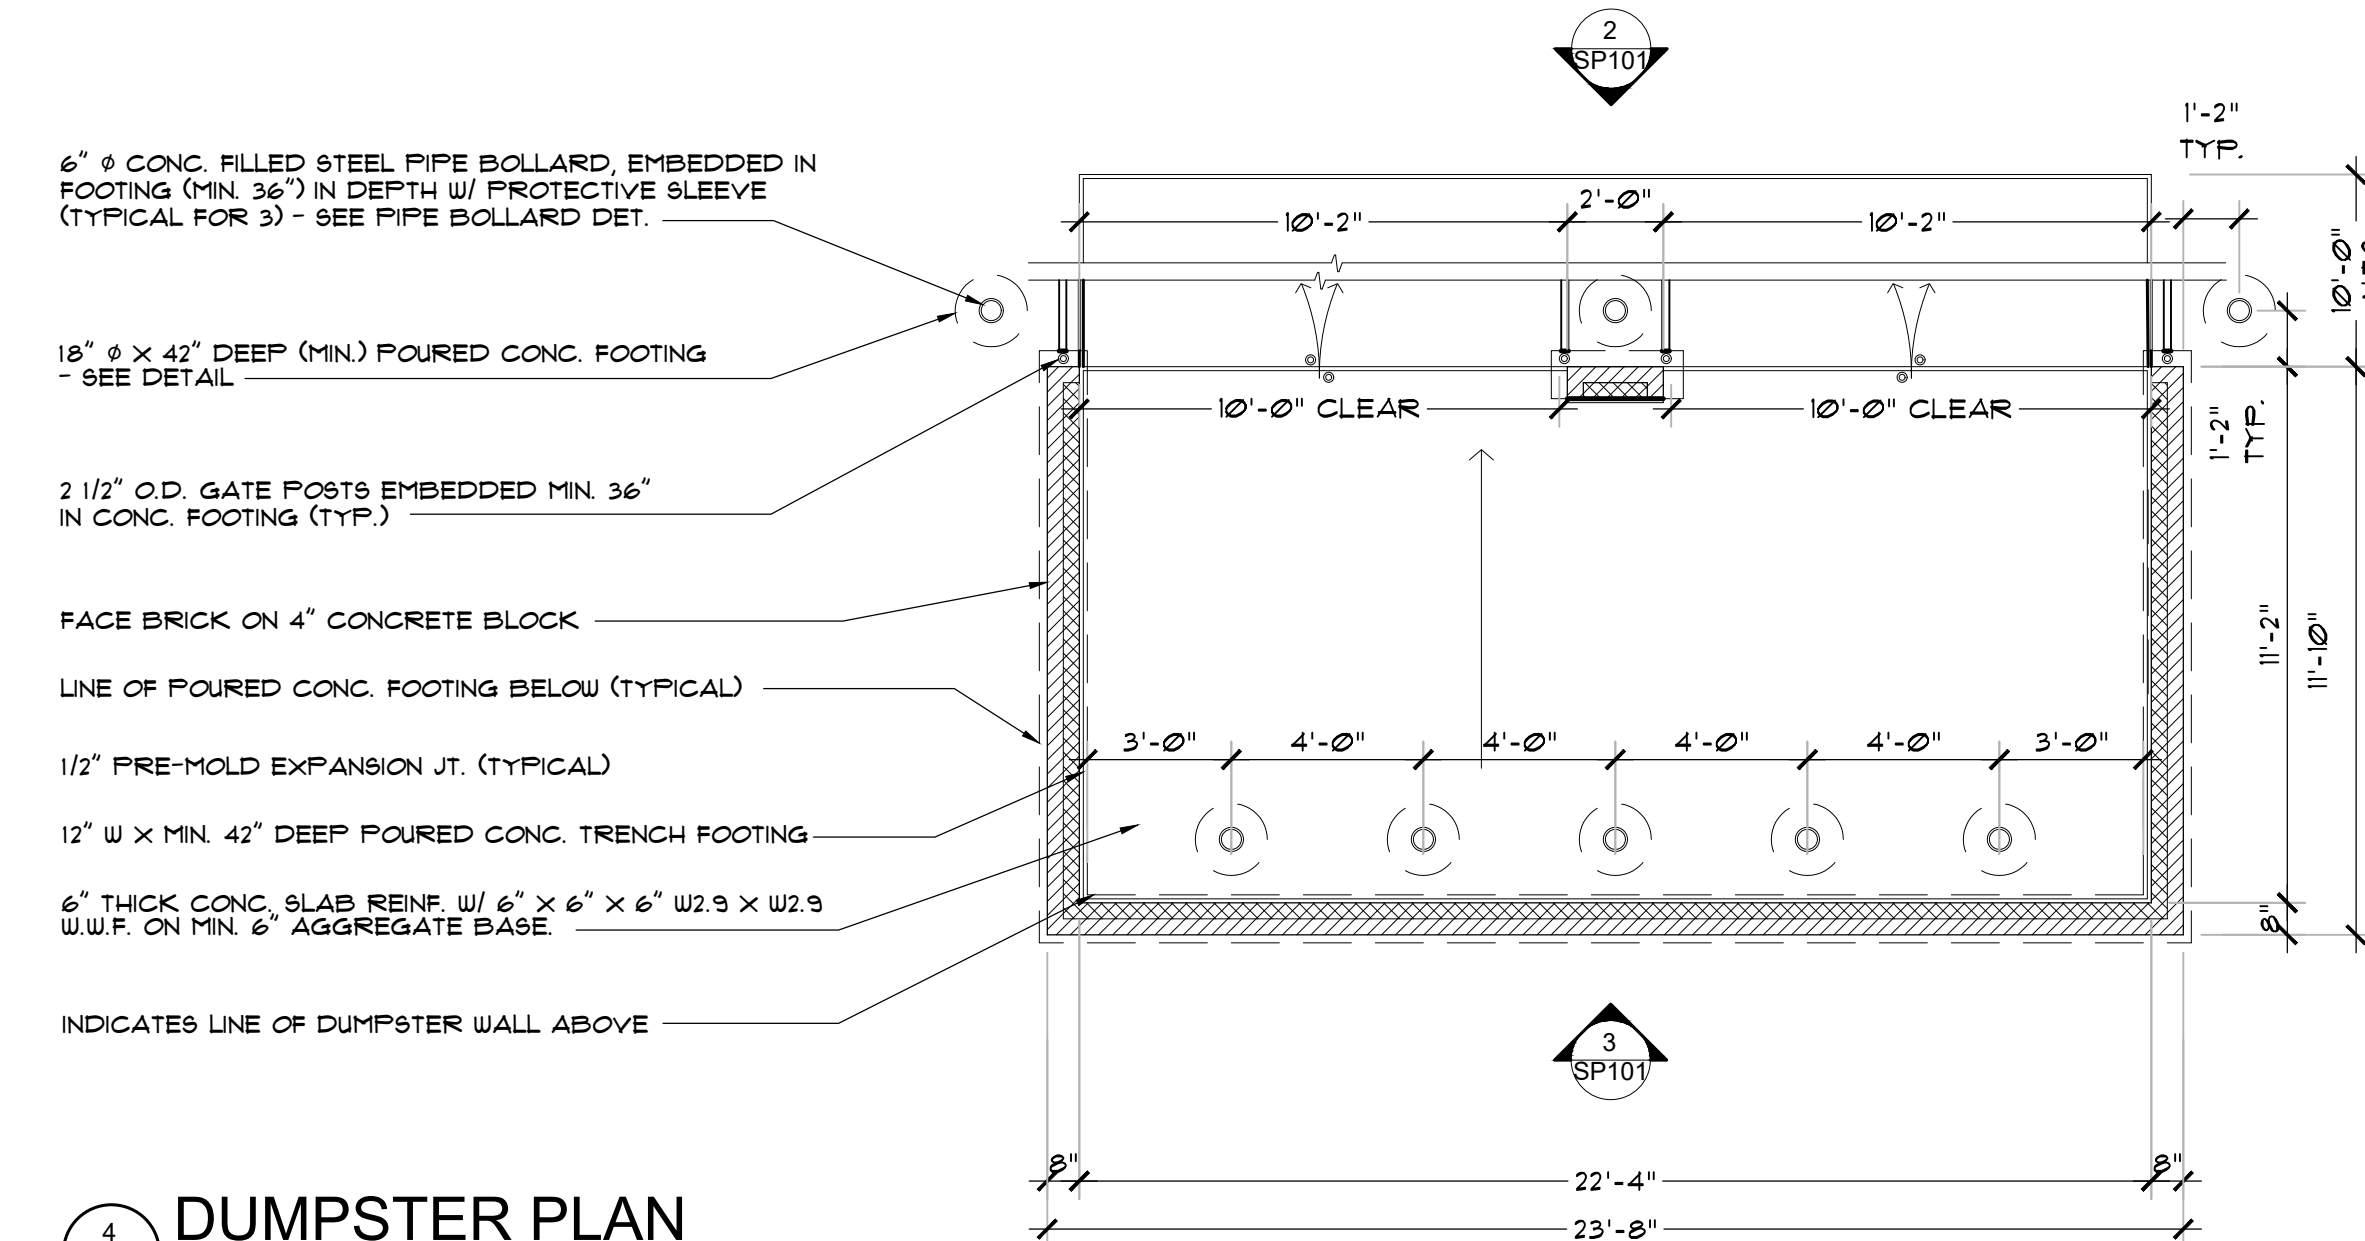 2
SP101
1'-2"
TYP.
6" Ø CONC. FILLED STEEL PIPE BOLLARD, EMBEDDED IN
FOOTING (MIN. 36") IN DEPTH W/ PROTECTIVE SLEEVE
(TYPICAL FOR 3) - SEE PIPE BOLLARD DET.
10'-2"
2'-0"
10'-2"
10'-0"
18" Ø X 42" DEEP (MIN.) POURED CONC. FOOTING
- SEE DETAIL
10'-0" CLEAR
10'-0" CLEAR
1'-2"
TYP.
2 1/2" O.D. GATE POSTS EMBEDDED MIN. 36"
IN CONC. FOOTING (TYP.)
FACE BRICK ON 4" CONCRETE BLOCK
11'-2"
11'-10"
LINE OF POURED CONC. FOOTING BELOW (TYPICAL)
3'-0"
4'-0"
4'-0"
4'-0"
4'-0"
3'-0"
1/2" PRE-MOLD EXPANSION JT. (TYPICAL)
12" W X MIN. 42" DEEP POURED CONC. TRENCH FOOTING
6" THICK CONC. SLAB REINF. W/ 6" X 6" X 6" W2.9 X W2.9
W.W.F. ON MIN. 6" AGGREGATE BASE.
8"
INDICATES LINE OF DUMPSTER WALL ABOVE
3
SP101
8"
22'-4"
8"
23'-8"
4
DUMPSTER PLAN